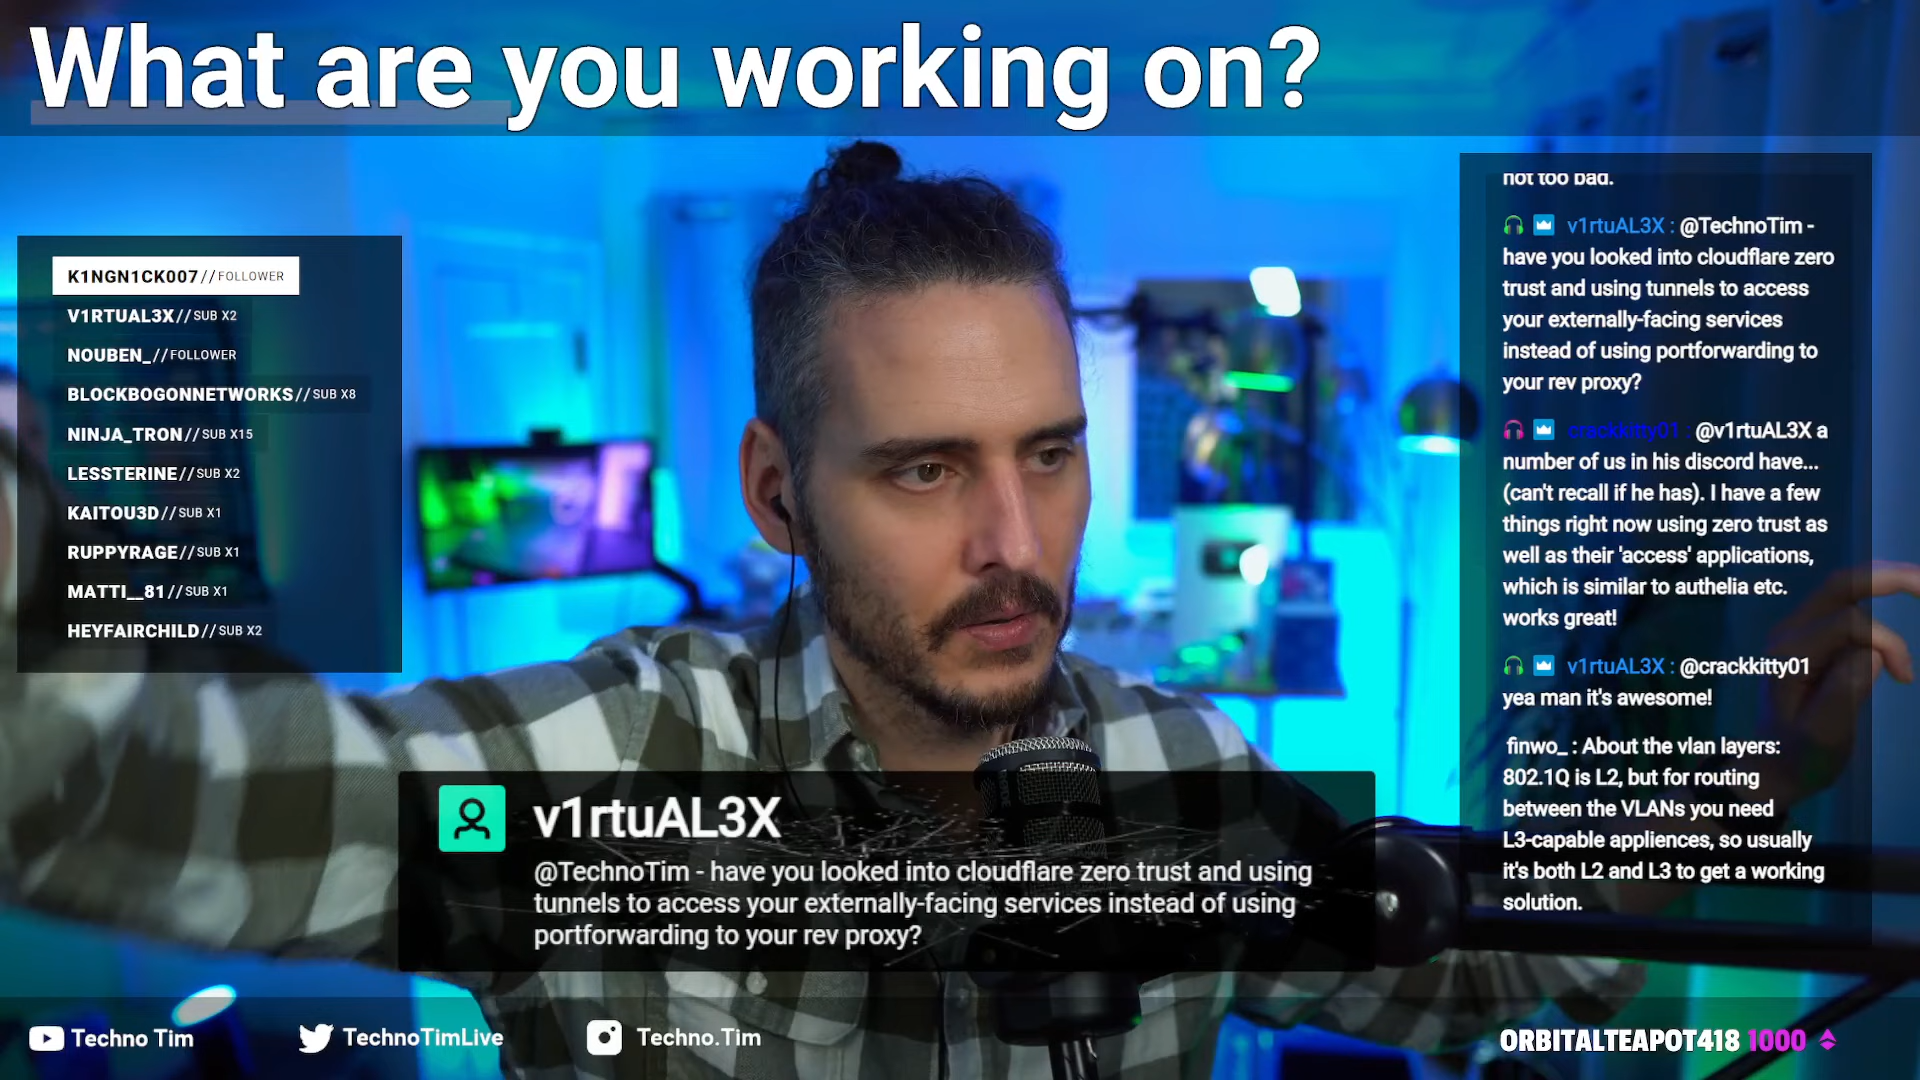 What are you working on?
K1NGN1CK007//FOLLOWER
V1RTUAL3X//SUB X2
NOUBEN_//FOLLOWER
BLOCKBOGONNETWORKS//SUB X8
NINJA_TRON//SUB X15
LESSTERINE//SUB X2
KAITOU3D//SUB X1
RUPPYRAGE//SUB X1
MATTI__81//SUB X1
HEYFAIRCHILD//SUB X2
not too bad.
v1rtuAL3X : @TechnoTim -
have you looked into cloudflare zero
trust and using tunnels to access
your externally-facing services
instead of using portforwarding to
your rev proxy?
crackkitty01 : @v1rtuAL3X a
number of us in his discord have...
(can't recall if he has). I have a few
things right now using zero trust as
well as their 'access' applications,
which is similar to authelia etc.
works great!
v1rtuAL3X : @crackkitty01
yea man it's awesome!
finwo_ : About the vlan layers:
802.1Q is L2, but for routing
between the VLANs you need
L3-capable appliences, so usually
it's both L2 and L3 to get a working
solution.
v1rtuAL3X
@TechnoTim - have you looked into cloudflare zero trust and using
tunnels to access your externally-facing services instead of using
portforwarding to your rev proxy?
Techno Tim
TechnoTimLive
Techno.Tim
ORBITALTEAPOT418 1000